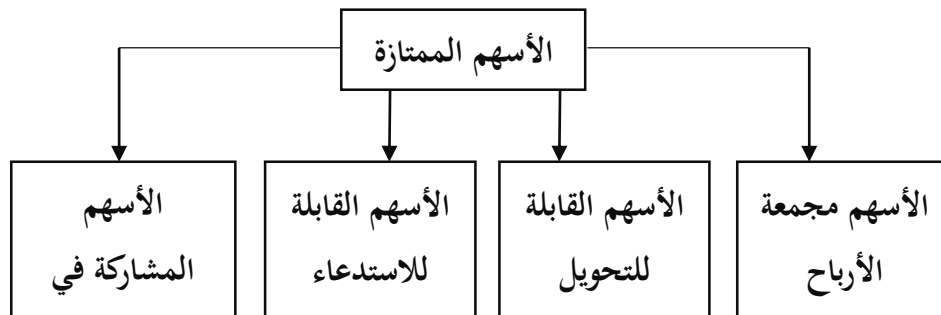 الأسهم الممتازة
الأسهم مجمعة
الأرباح
الأسهم القابلة
للتحويل
الأسهم القابلة
للاستدعاء
الأسهم
المشاركة في